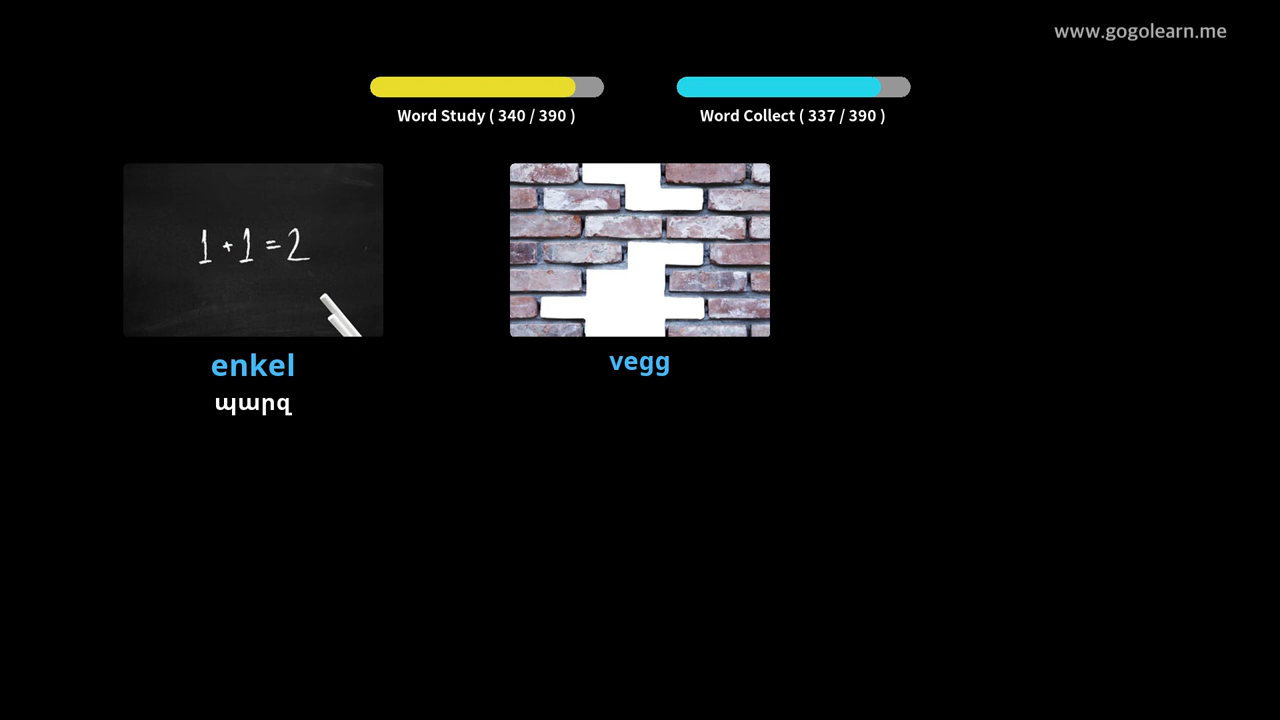 www.gogolearn.me
Word Study ( 340 / 390 )
Word Collect ( 337 / 390 )
1 + 1 = 2
enkel
vegg
պարզ